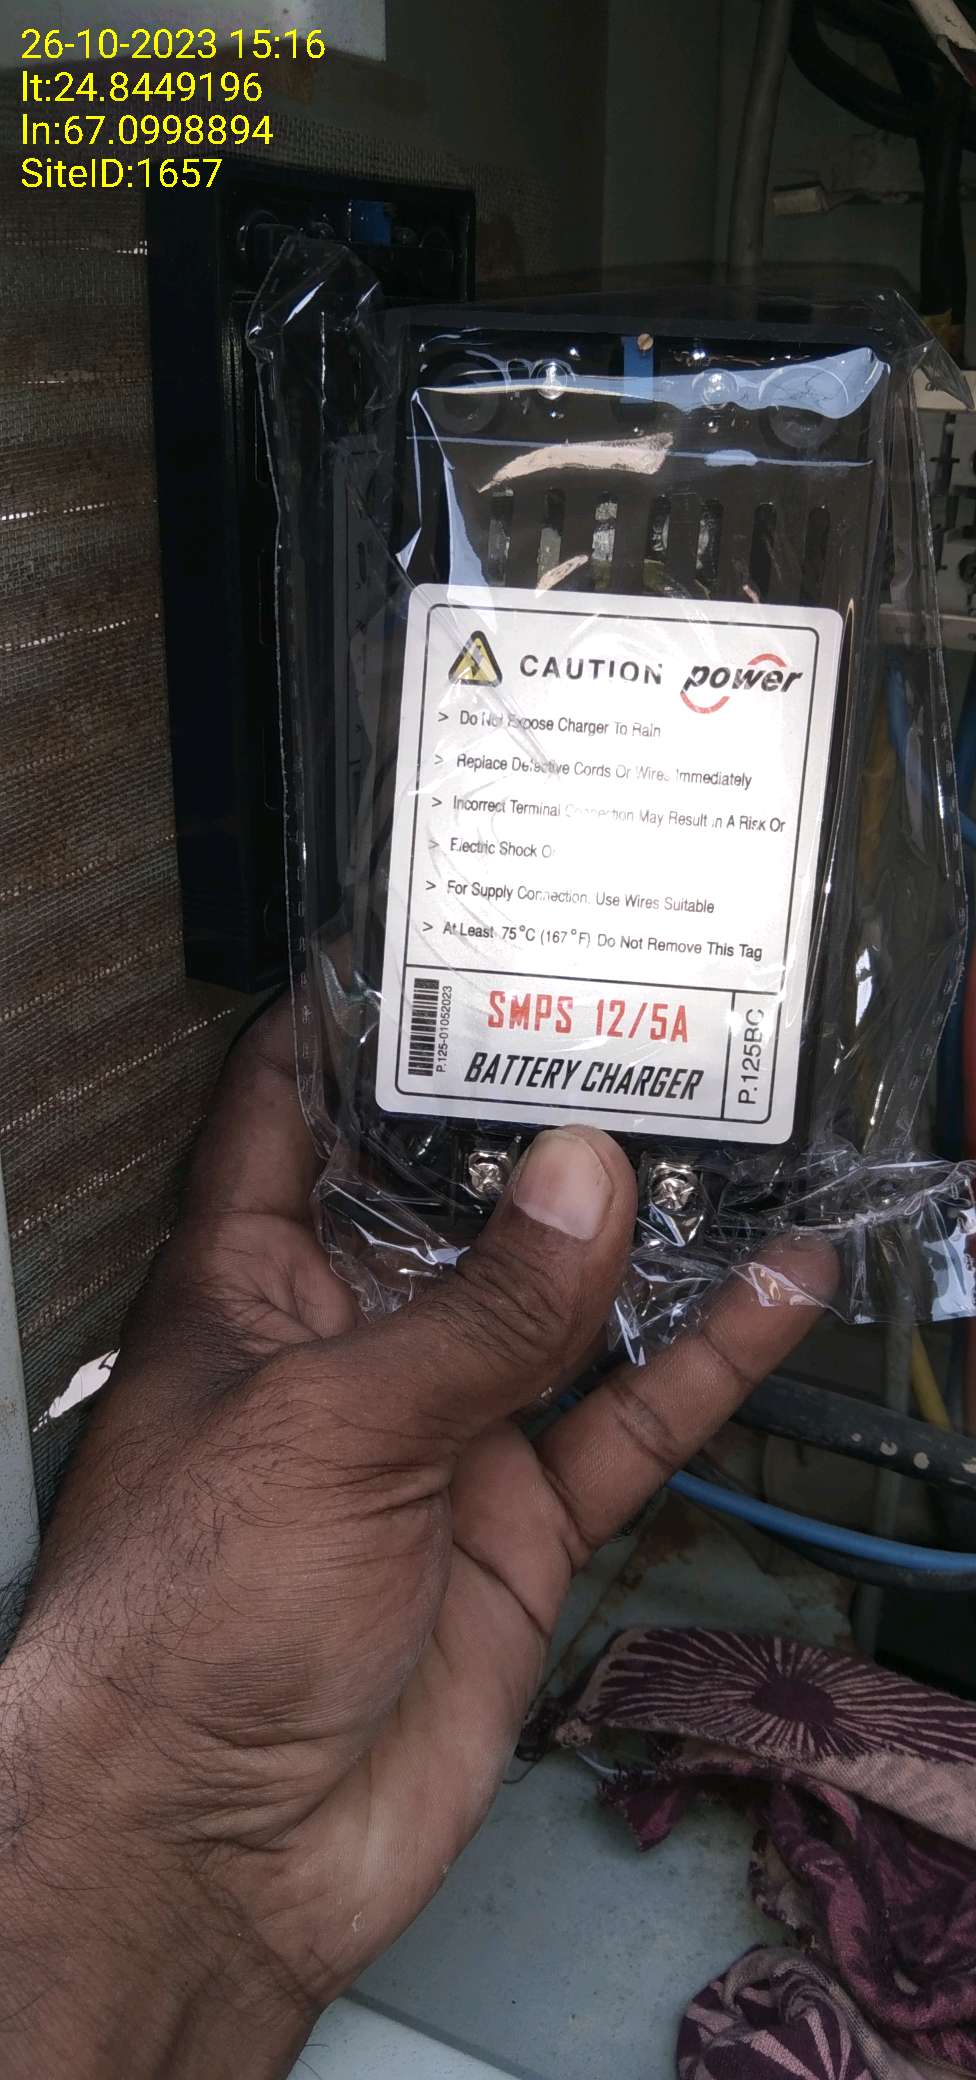 26-10-2023 15:16
lt:24.8449196
ln:67.0998894
SiteID:1657
CAUTION power
> Do Not Expose Charger To Rain
> Replace Defective Cords Or Wires Immediately
> Incorrect Terminal Connection May Result In A Risk Or
> Electric Shock Or
> For Supply Connection. Use Wires Suitable
> At Least 75°C (167°F) Do Not Remove This Tag
P.125-01052023
SMPS 12/5A
BATTERY CHARGER
P.125BC